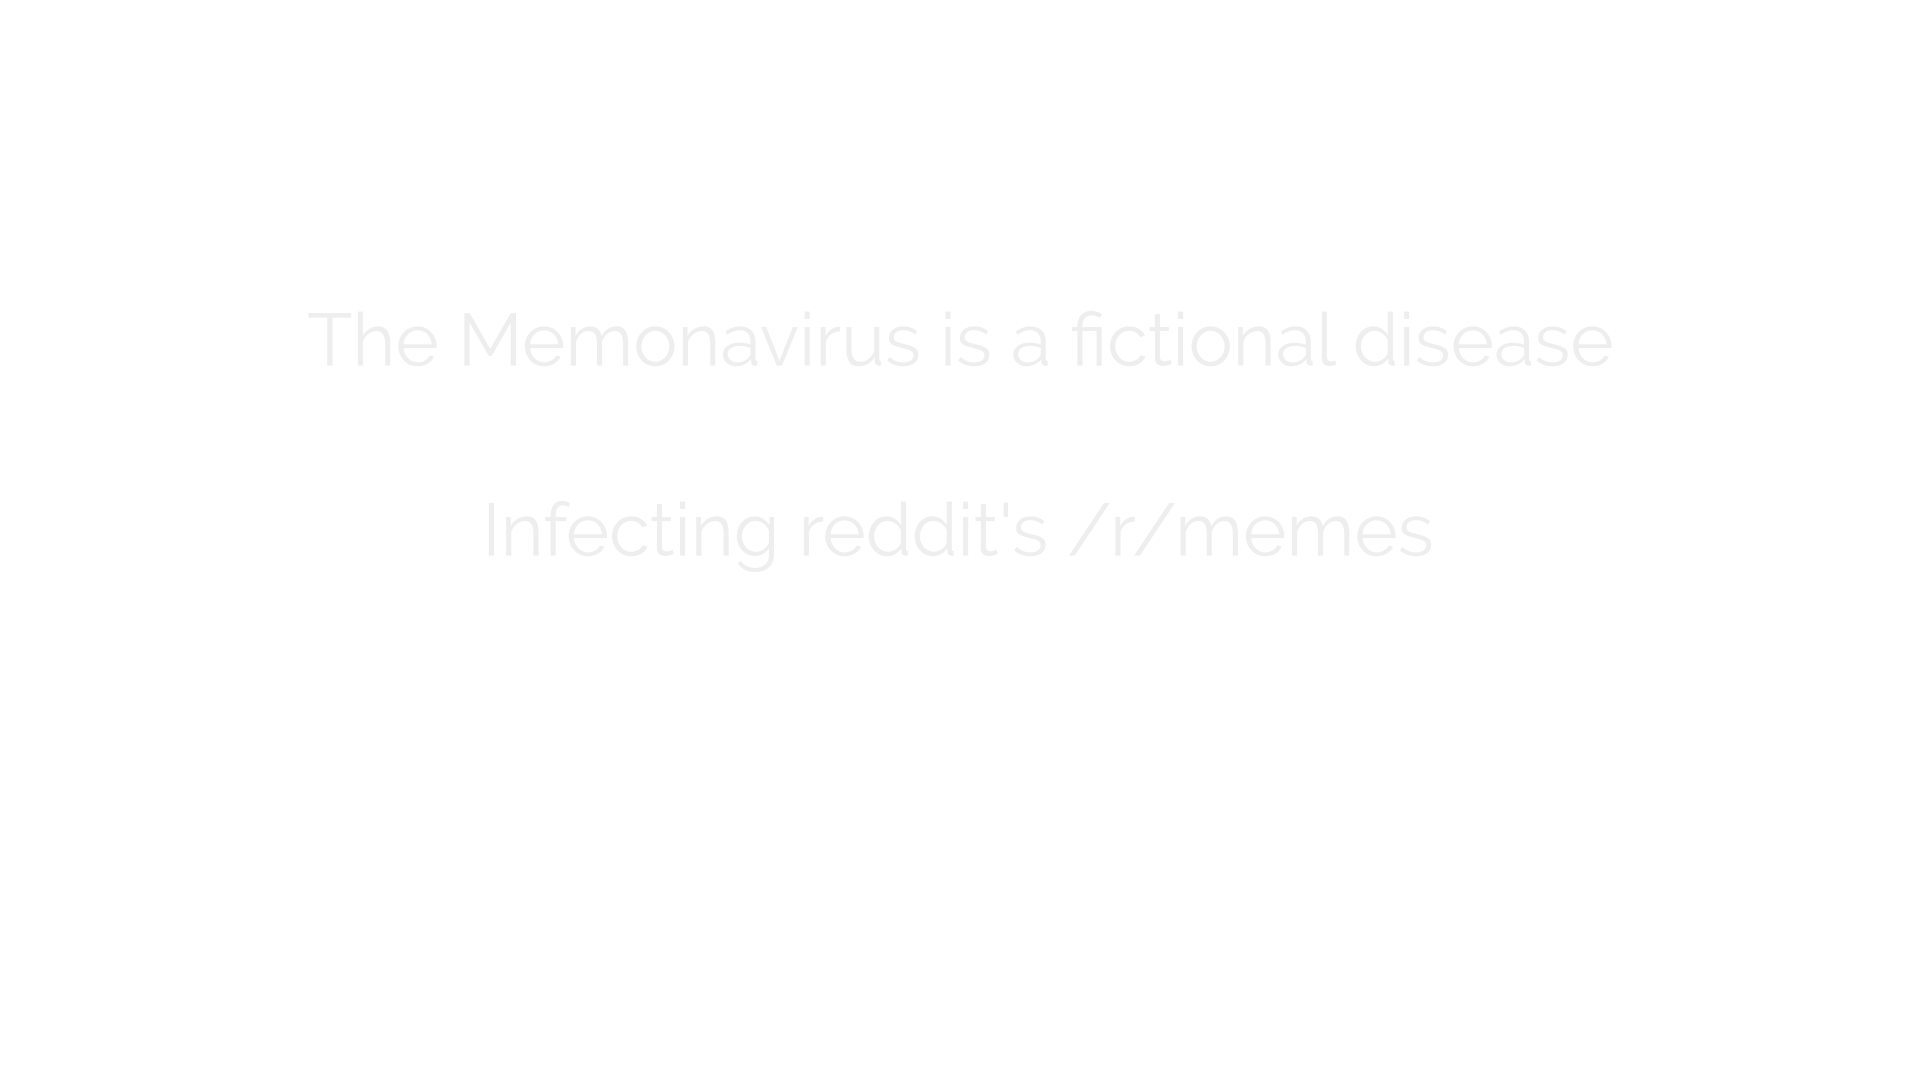 The Memonavirus is a fictional disease
Infecting reddit's /r/memes